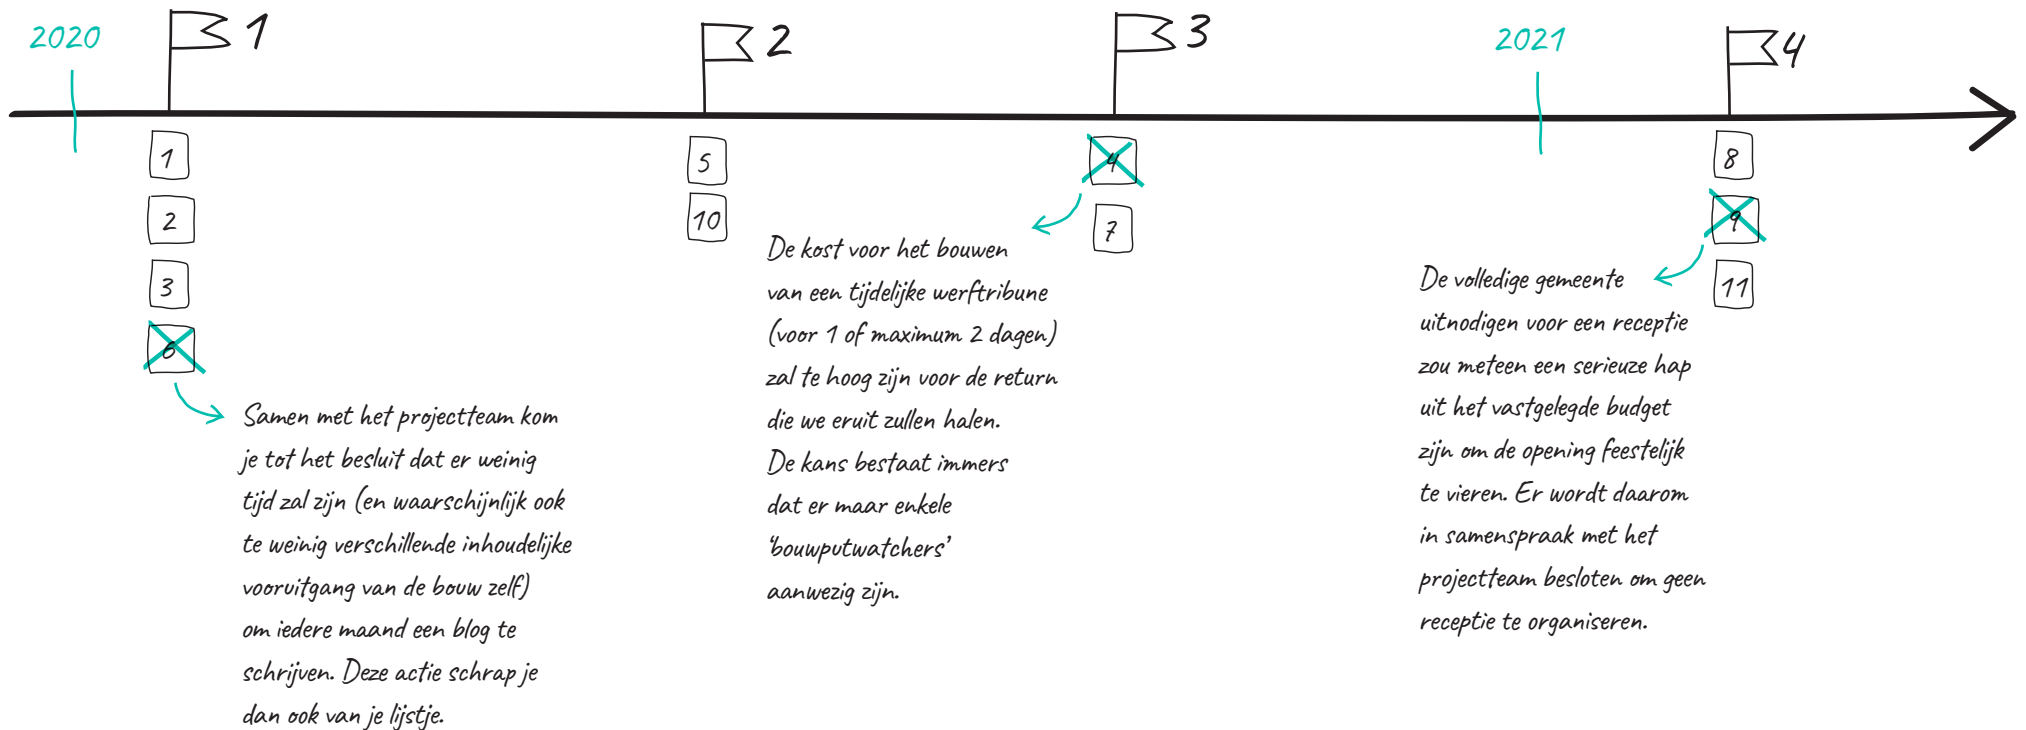 2020
1
2
3
2021
4
1
2
3
6
Samen met het projectteam kom
je tot het besluit dat er weinig
tijd zal zijn (en waarschijnlijk ook
te weinig verschillende inhoudelijke
vooruitgang van de bouw zelf)
om iedere maand een blog te
schrijven. Deze actie schrap je
dan ook van je lijstje.
5
10
4
7
De kost voor het bouwen
van een tijdelijke werftribune
(voor 1 of maximum 2 dagen)
zal te hoog zijn voor de return
die we eruit zullen halen.
De kans bestaat immers
dat er maar enkele
‘bouwputwatchers’
aanwezig zijn.
8
9
11
De volledige gemeente
uitnodigen voor een receptie
zou meteen een serieuze hap
uit het vastgelegde budget
zijn om de opening feestelijk
te vieren. Er wordt daarom
in samenspraak met het
projectteam besloten om geen
receptie te organiseren.